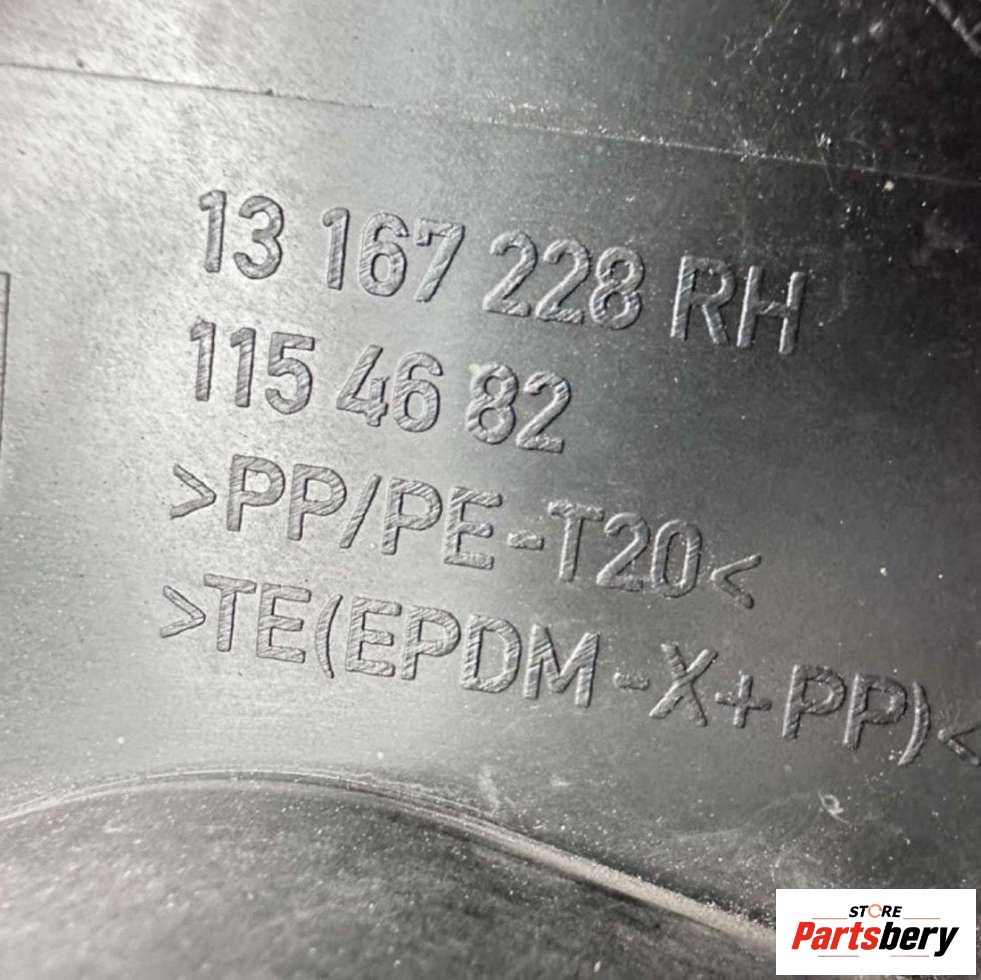 13 167 228 RH
115 46 82
>PP/PE-T20<
>TE(EPDM-X+PP)<
STORE
Partsbery